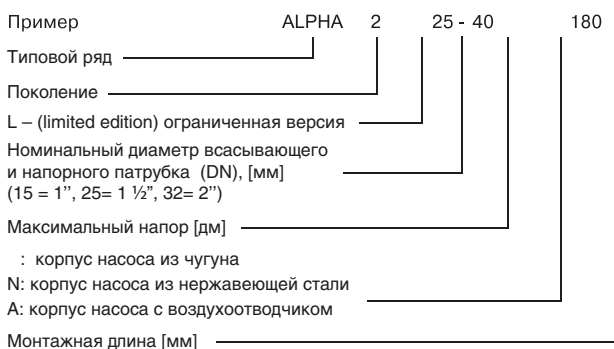 Пример ALPHA 2 25 - 40 180
Типовой ряд
Поколение
L – (limited edition) ограниченная версия
Номинальный диаметр всасывающего
и напорного патрубка (DN), [мм]
(15 = 1’’, 25= 1 ½”, 32= 2’’)
Максимальный напор [дм]
: корпус насоса из чугуна
N: корпус насоса из нержавеющей стали
A: корпус насоса с воздухоотводчиком
Монтажная длина [мм]